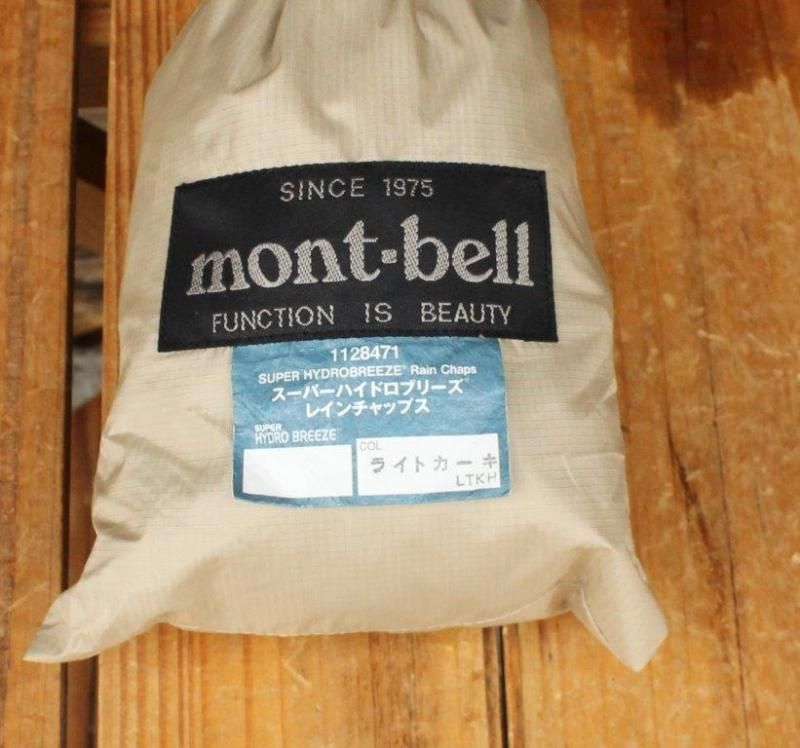 SINCE 1975
mont-bell
FUNCTION IS BEAUTY
1128471
SUPER HYDROBREEZE® Rain Chaps
スーパーハイドロブリーズ®
レインチャップス
SUPER
HYDRO BREEZE
COL.
ライトカーキ
LTKH